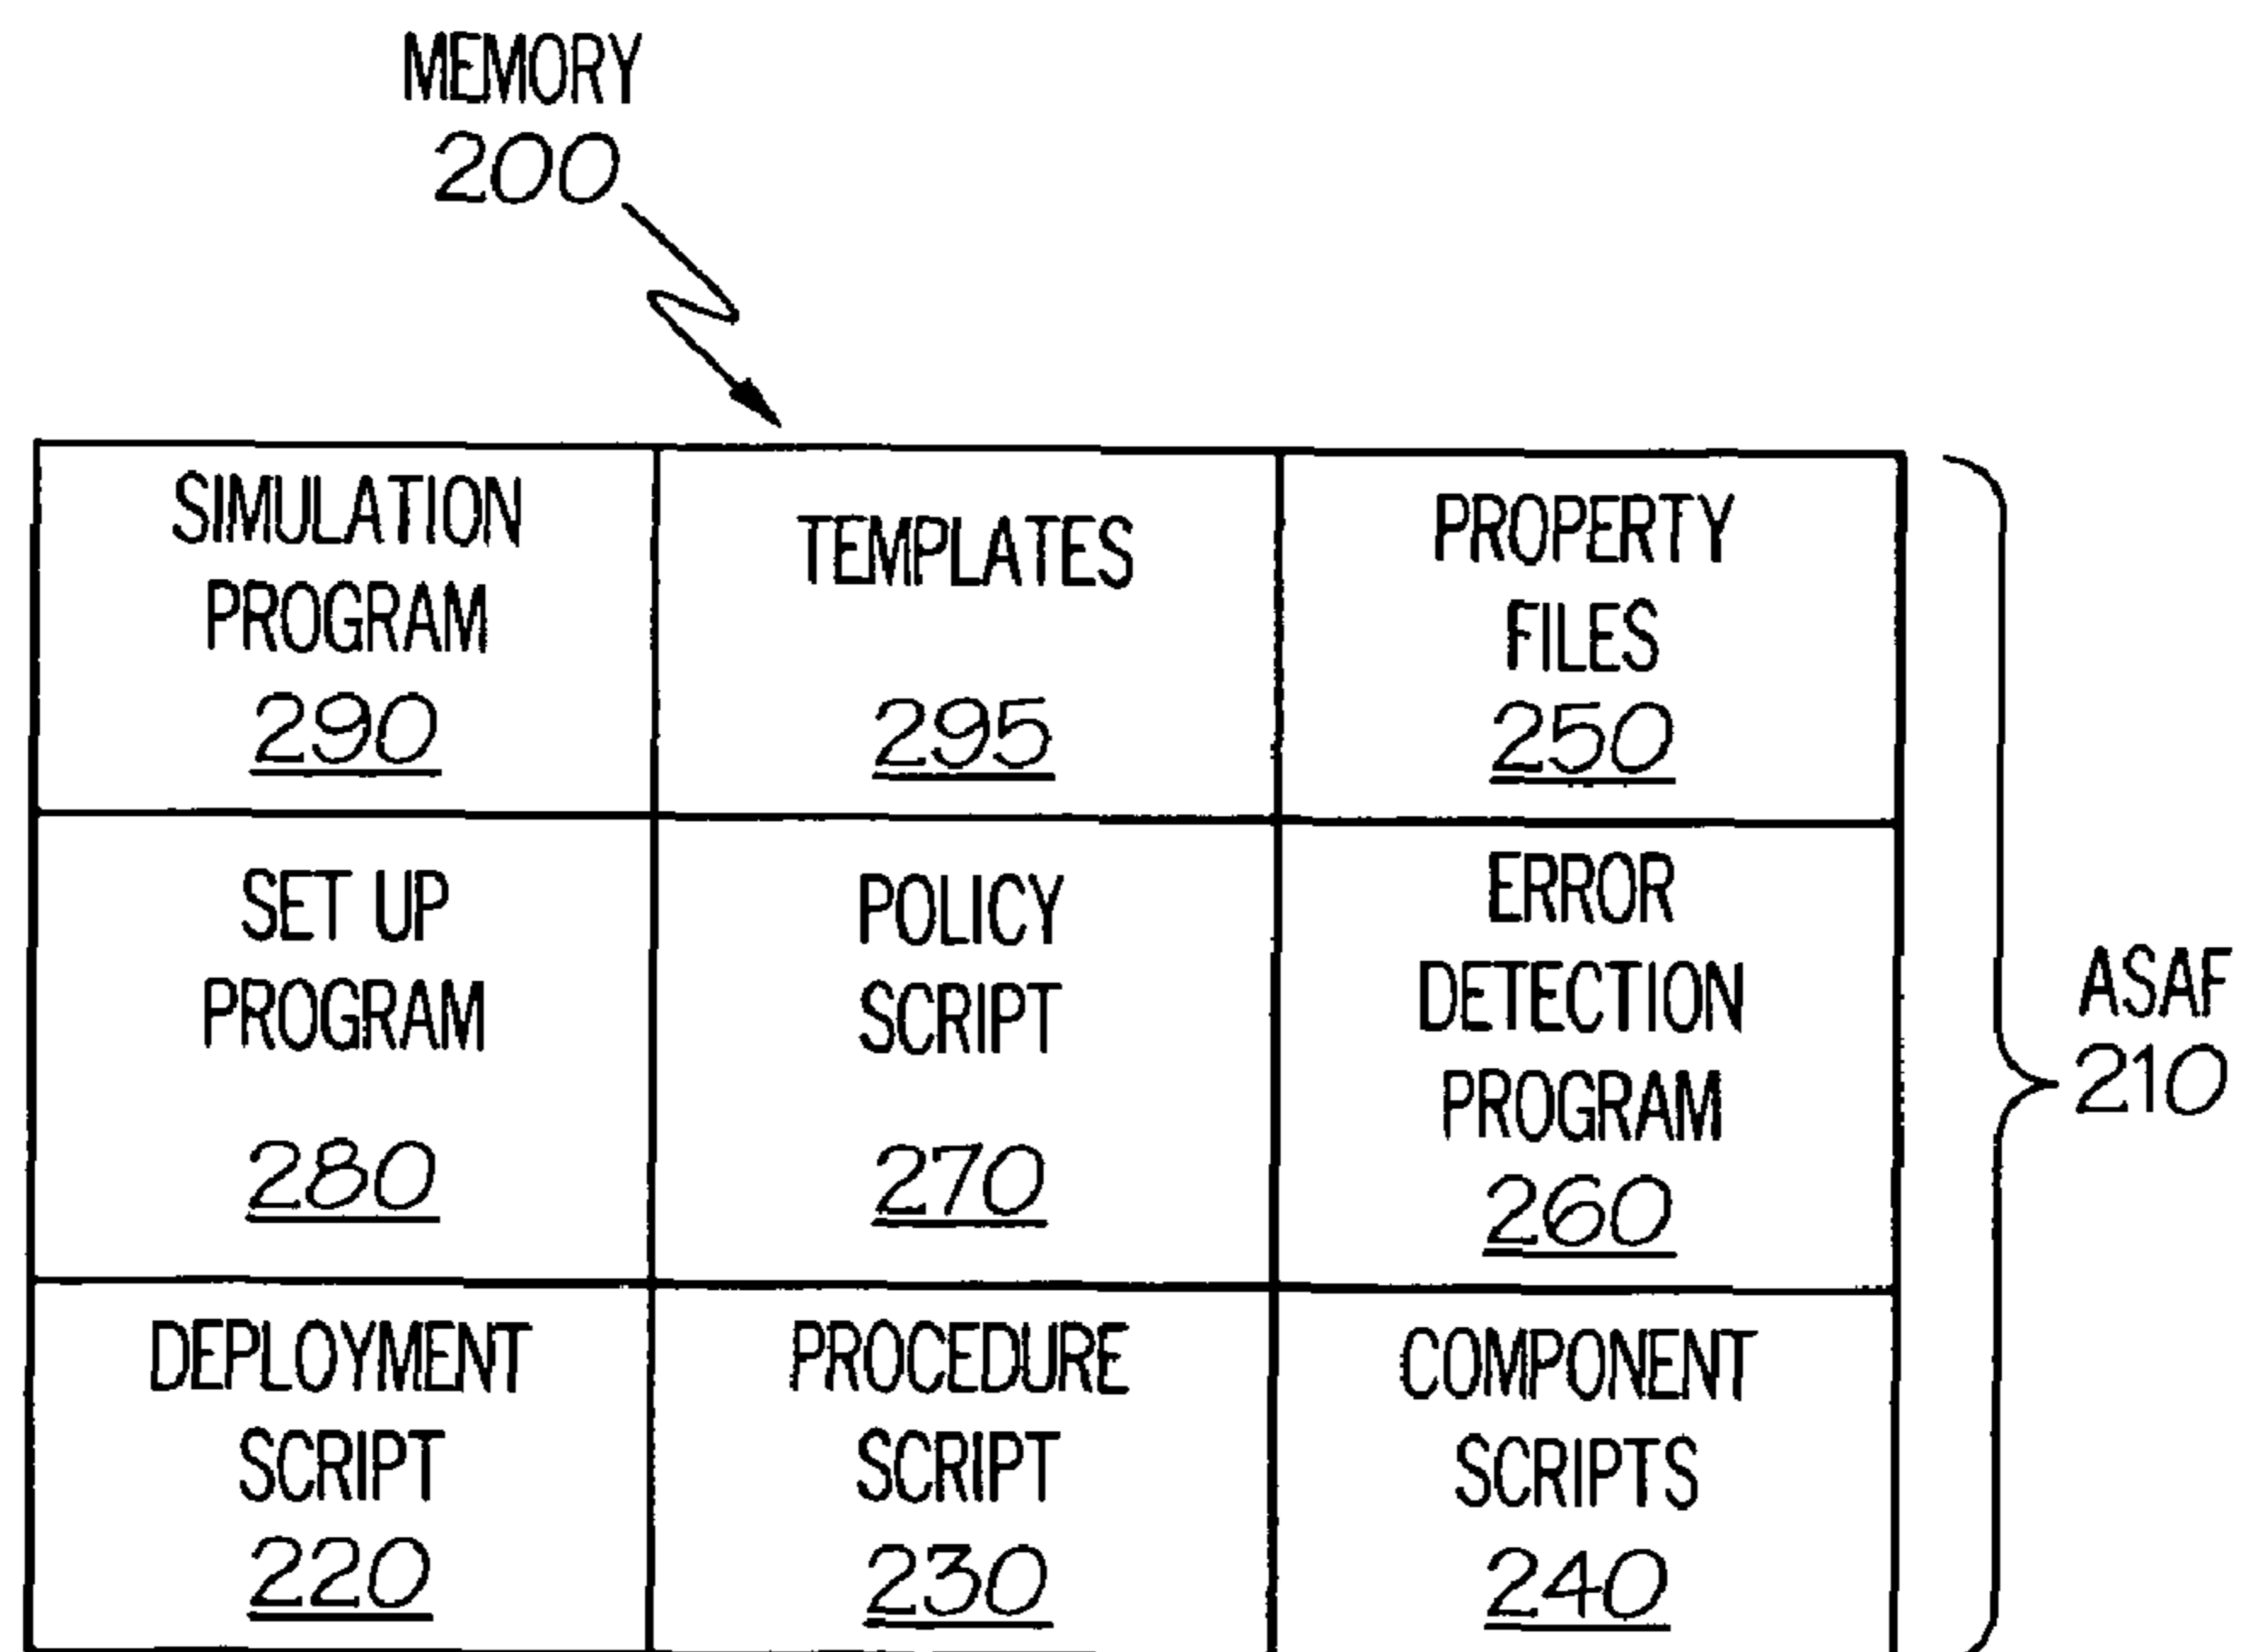 MEMORY
200
SIMULATION
PROGRAM
290
TEMPLATES
295
PROPERTY
FILES
250
SET UP
PROGRAM
280
POLICY
SCRIPT
270
ERROR
DETECTION
PROGRAM
260
DEPLOYMENT
SCRIPT
220
PROCEDURE
SCRIPT
230
COMPONENT
SCRIPTS
240
ASAF
210